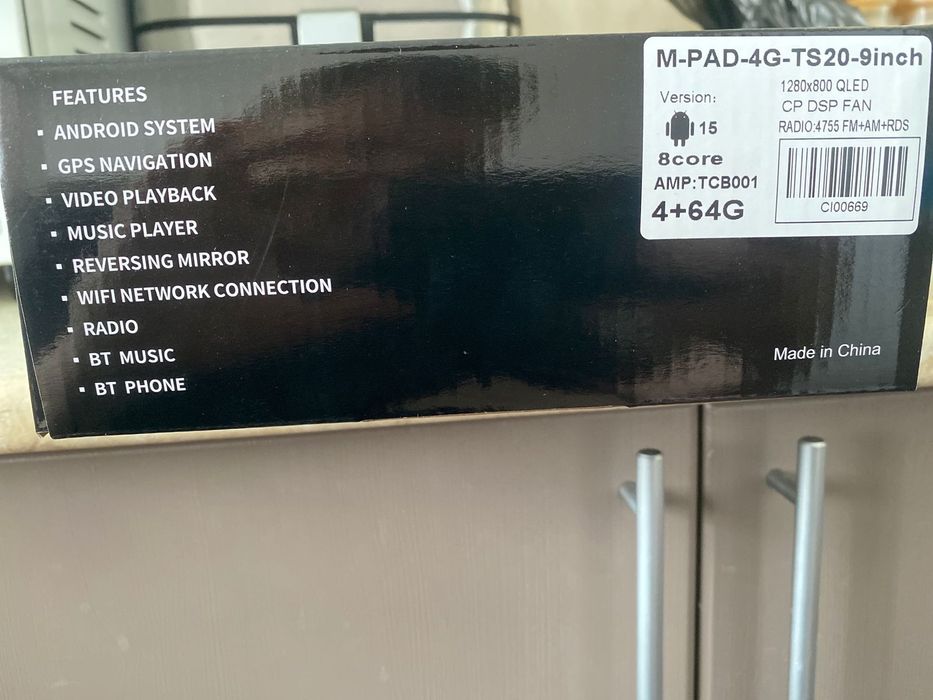 FEATURES
▪ ANDROID SYSTEM
▪ GPS NAVIGATION
▪ VIDEO PLAYBACK
▪ MUSIC PLAYER
▪ REVERSING MIRROR
▪ WIFI NETWORK CONNECTION
▪ RADIO
▪ BT MUSIC
▪ BT PHONE
M-PAD-4G-TS20-9inch
Version:
15
8core
AMP:TCB001
4+64G
1280x800 QLED
CP DSP FAN
RADIO:4755 FM+AM+RDS
CI00669
Made in China